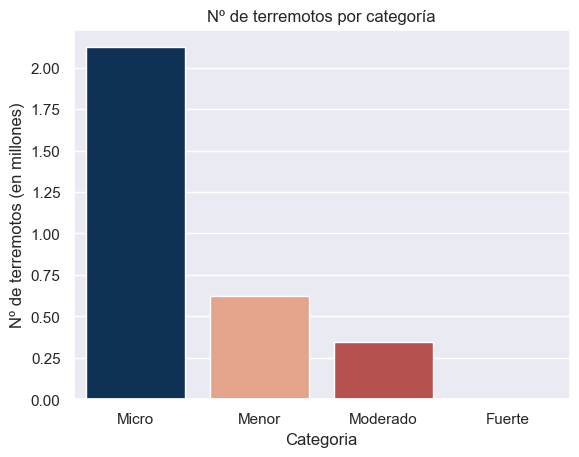 Nº de terremotos por categoría
Nº de terremotos (en millones)
2.00
1.75
1.50
1.25
1.00
0.75
0.50
0.25
0.00
Micro Menor Moderado Fuerte
Categoria